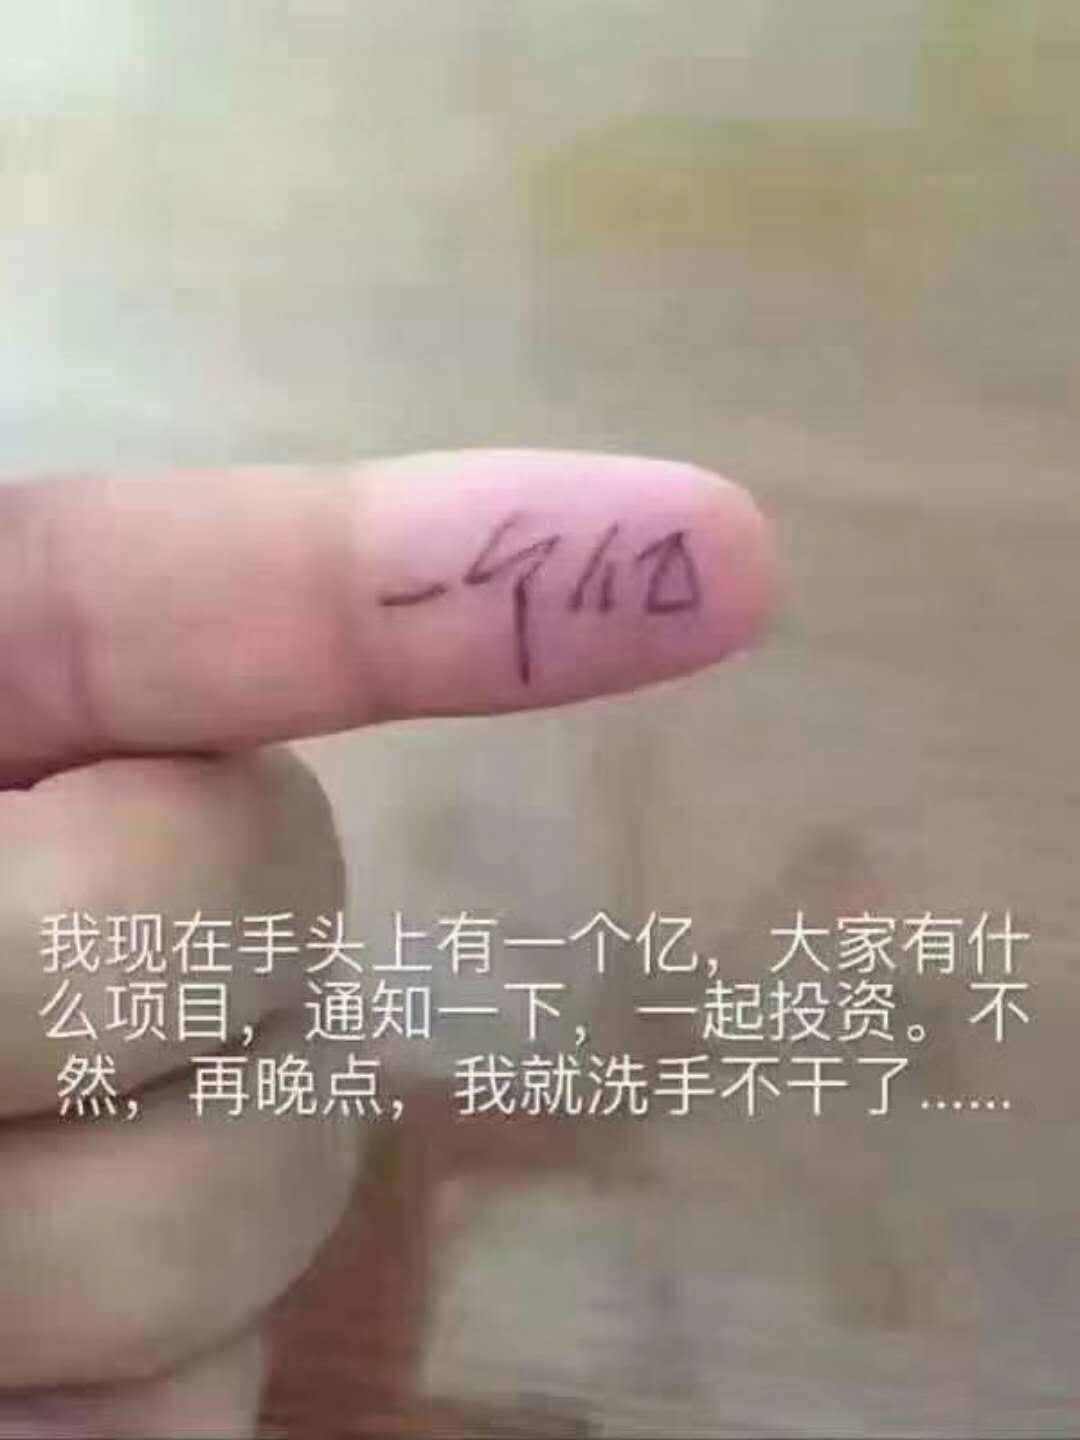 一个亿
我现在手头上有一个亿，大家有什
么项目，通知一下，一起投资。不
然，再晚点，我就洗手不干了......